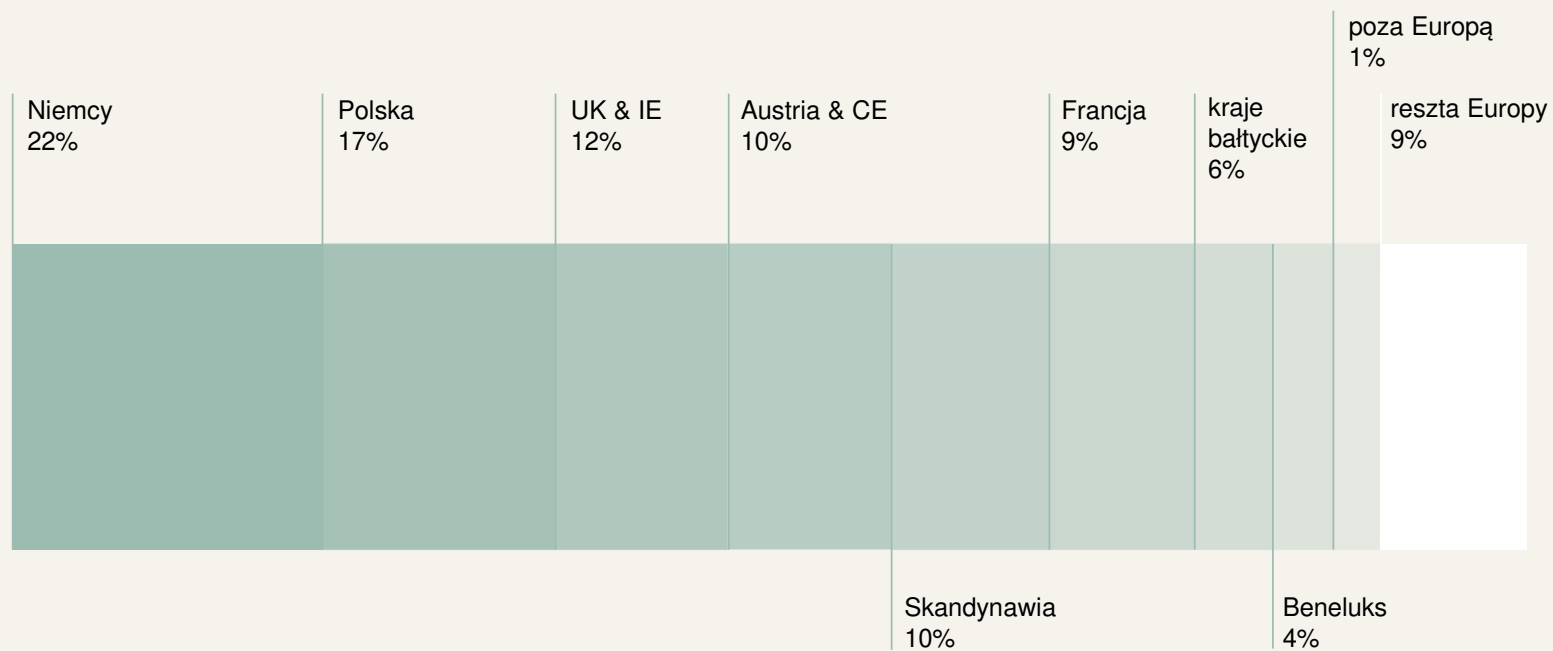 poza Europą
1%
Niemcy
22%
Polska
17%
UK & IE
12%
Austria & CE
10%
Francja
9%
kraje
bałtyckie
6%
reszta Europy
9%
Skandynawia
10%
Beneluks
4%